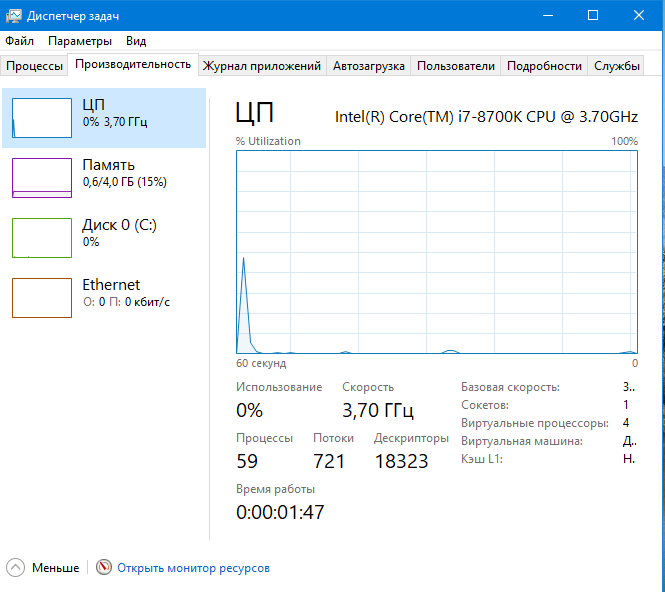 Диспетчер задач
Файл Параметры Вид
Процессы Производительность Журнал приложений Автозагрузка Пользователи Подробности Службы
ЦП
0% 3,70 ГГц
Память
0,6/4,0 ГБ (15%)
Диск 0 (C:)
0%
Ethernet
О: 0 П: 0 кбит/с
ЦП Intel(R) Core(TM) i7-8700K CPU @ 3.70GHz
% Utilization 100%
60 секунд 0
Использование Скорость
0% 3,70 ГГц
Процессы Потоки Дескрипторы
59 721 18323
Время работы
0:00:01:47
Базовая скорость: 3..
Сокетов: 1
Виртуальные процессоры: 4
Виртуальная машина: Д..
Кэш L1: Н.
Меньше Открыть монитор ресурсов